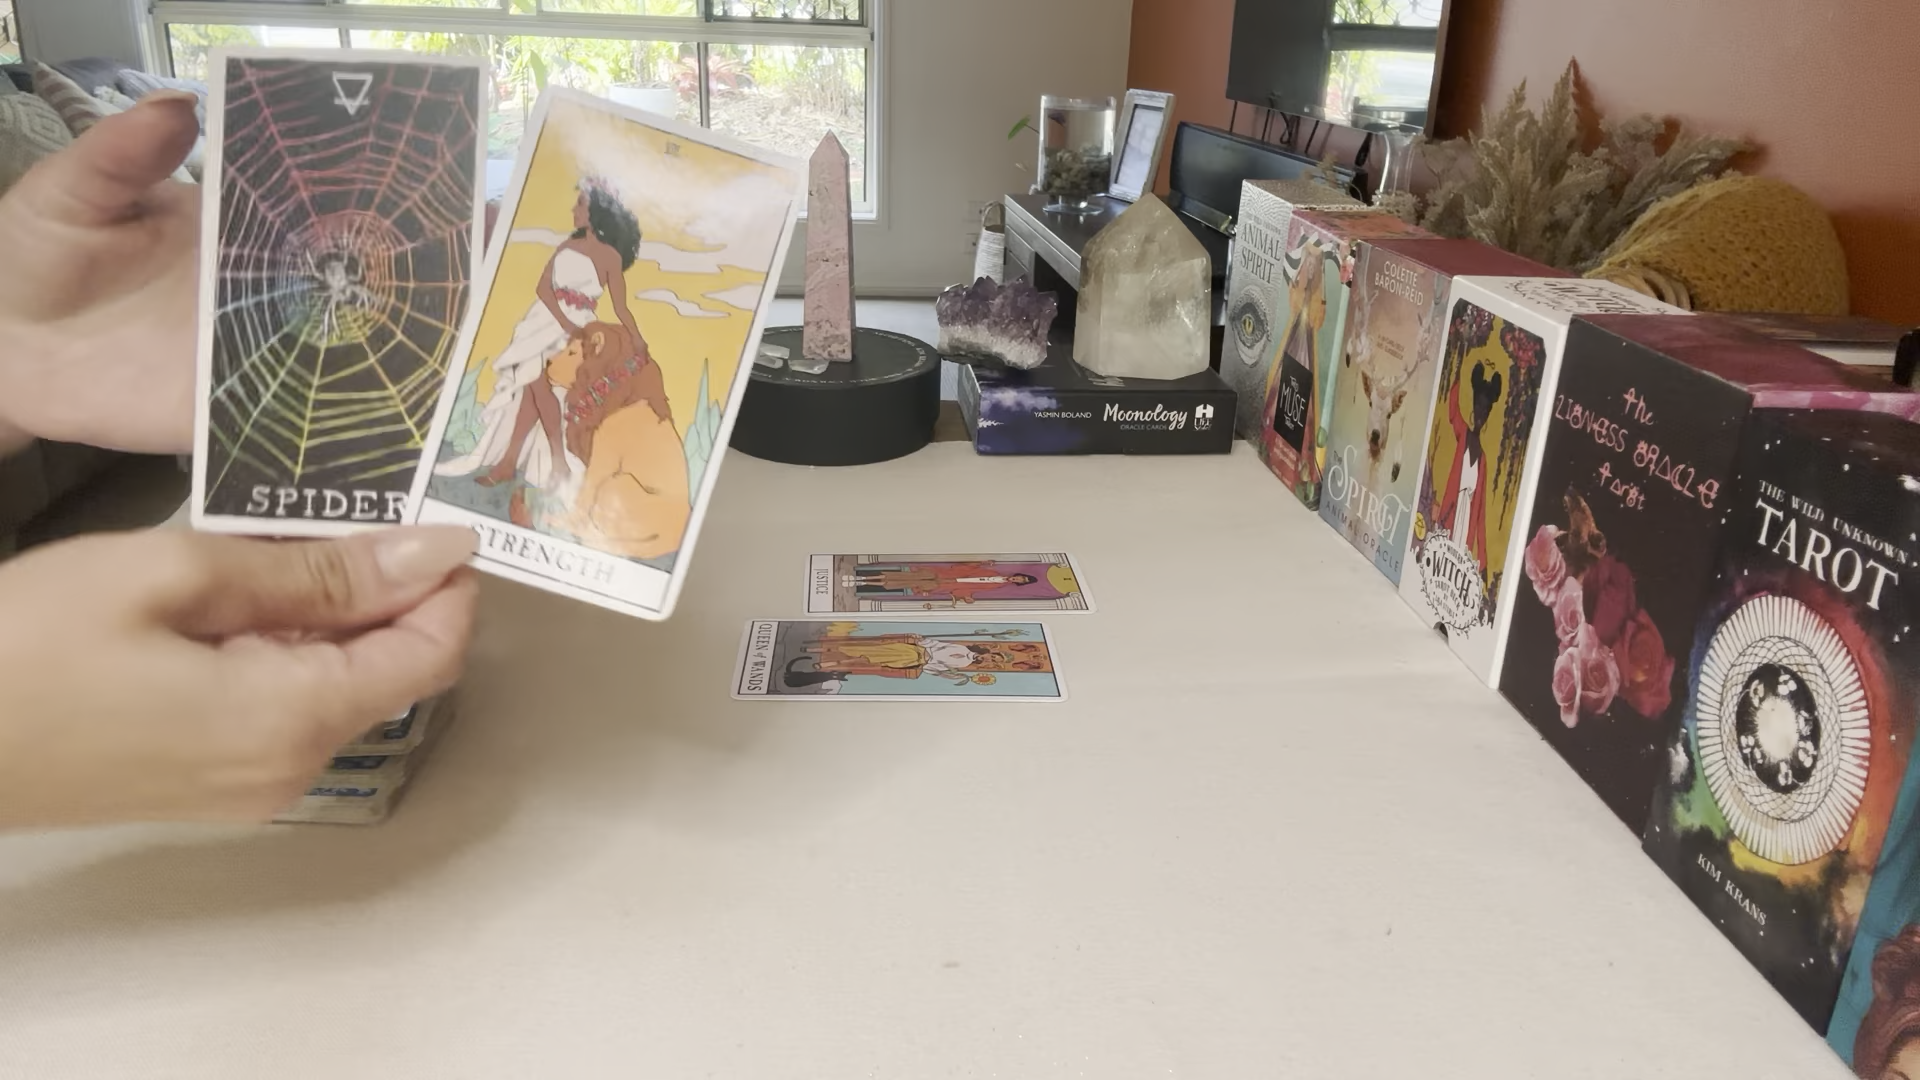 SPIDER
STRENGTH
JUSTICE
QUEEN of WANDS
YASMIN BOLAND
Moonology
ORACLE CARDS
ANIMAL
SPIRIT
THE
MUSE
COLETTE
BARON-REID
THE
SPIRIT
ANIMAL ORACLE
WITCH
the
LIONESS ORACLE
tarot
THE WILD UNKNOWN
TAROT
KIM KRANS